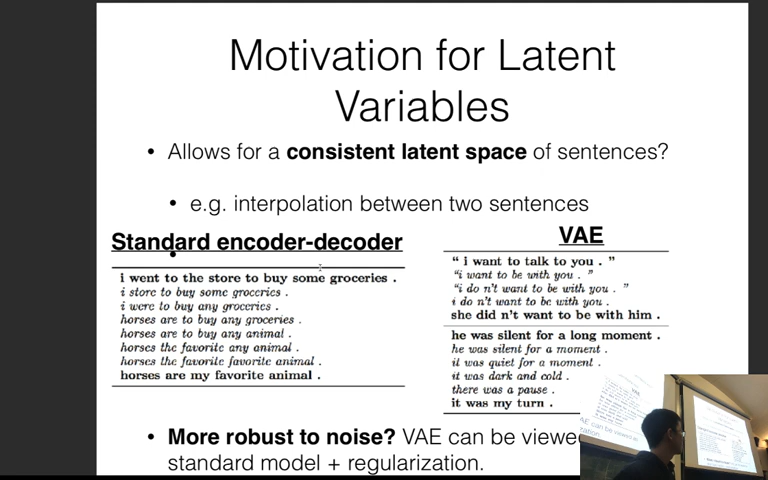 Motivation for Latent
Variables
• Allows for a consistent latent space of sentences?
• e.g. interpolation between two sentences
Standard encoder-decoder
i went to the store to buy some groceries .
i store to buy some groceries .
i were to buy any groceries .
horses are to buy any groceries .
horses are to buy any animal .
horses the favorite any animal .
horses the favorite favorite animal .
horses are my favorite animal .
VAE
“ i want to talk to you . ”
“i want to be with you . ”
“i do n’t want to be with you . ”
i do n’t want to be with you .
she did n’t want to be with him .
he was silent for a long moment .
he was silent for a moment .
it was quiet for a moment .
it was dark and cold .
there was a pause .
it was my turn .
• More robust to noise? VAE can be viewe
standard model + regularization.